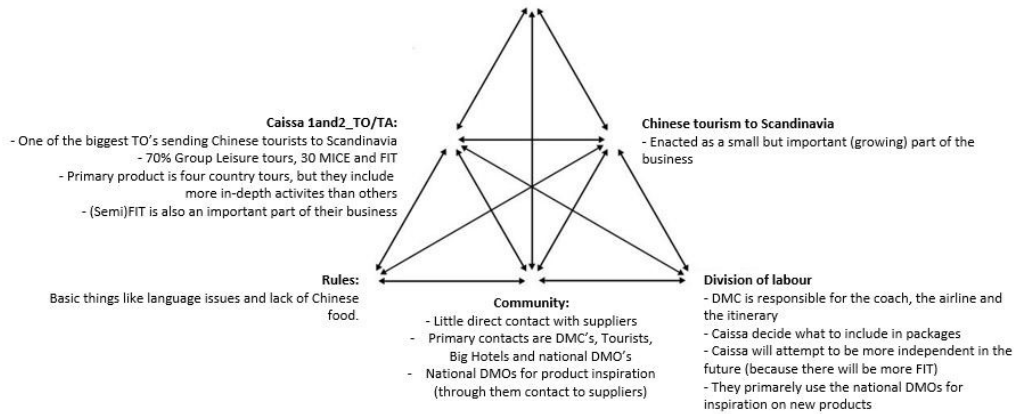 Caissa 1and2_TO/TA:
- One of the biggest TO's sending Chinese tourists to Scandinavia
- 70% Group Leisure tours, 30 MICE and FIT
- Primary product is four country tours, but they include
more in-depth activites than others
- (Semi)FIT is also an important part of their business
Chinese tourism to Scandinavia
- Enacted as a small but important (growing) part of the
business
Rules:
Basic things like language issues and lack of Chinese
food.
Community:
- Little direct contact with suppliers
- Primary contacts are DMC's, Tourists,
Big Hotels and national DMO's
- National DMOs for product inspiration
(through them contact to suppliers)
Division of labour
- DMC is responsible for the coach, the airline and
the itinerary
- Caissa decide what to include in packages
- Caissa will attempt to be more independent in the
future (because there will be more FIT)
- They primarely use the national DMOs for
inspiration on new products